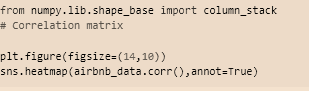 from numpy.lib.shape_base import column_stack
# Correlation matrix
plt.figure(figsize=(14,10))
sns.heatmap(airbnb_data.corr(),annot=True)